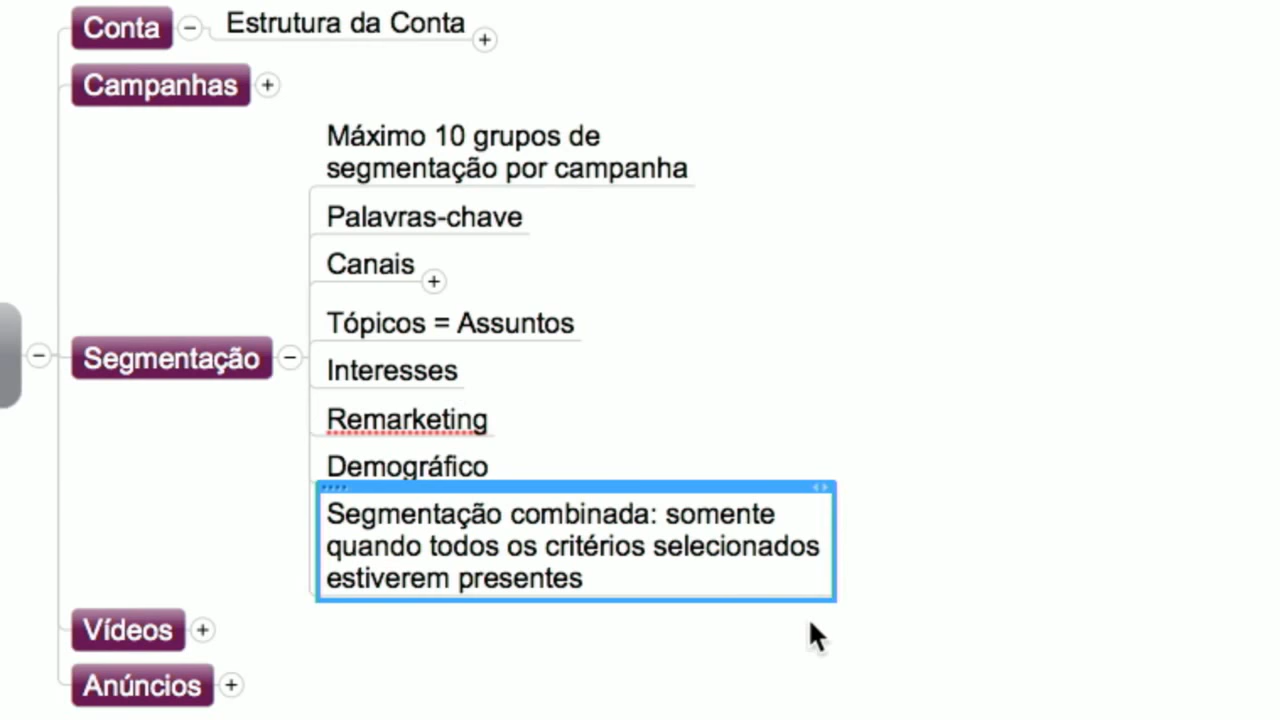 Conta
Estrutura da Conta
Campanhas
Máximo 10 grupos de
segmentação por campanha
Palavras-chave
Canais
Tópicos = Assuntos
Segmentação
Interesses
Remarketing
Demográfico
Segmentação combinada: somente
quando todos os critérios selecionados
estiverem presentes
Vídeos
Anúncios